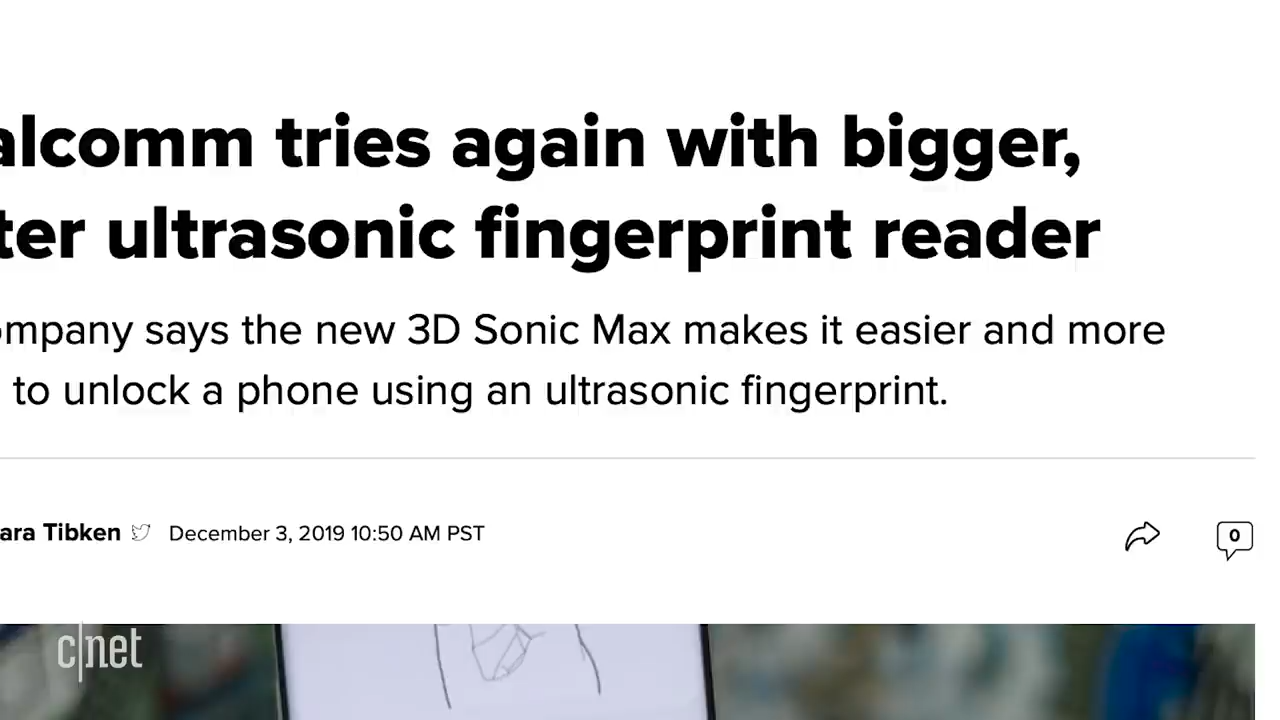 alcomm tries again with bigger,
ter ultrasonic fingerprint reader
ompany says the new 3D Sonic Max makes it easier and more
to unlock a phone using an ultrasonic fingerprint.
ara Tibken December 3, 2019 10:50 AM PST
0
c|net